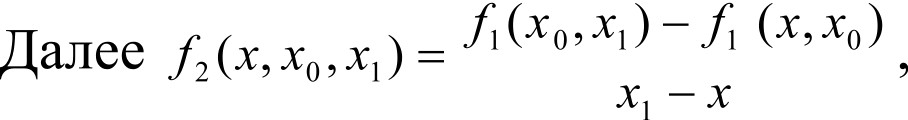 Далее f₂(x, x₀, x₁) = f₁(x₀, x₁) − f₁ (x, x₀)
x₁ − x ,